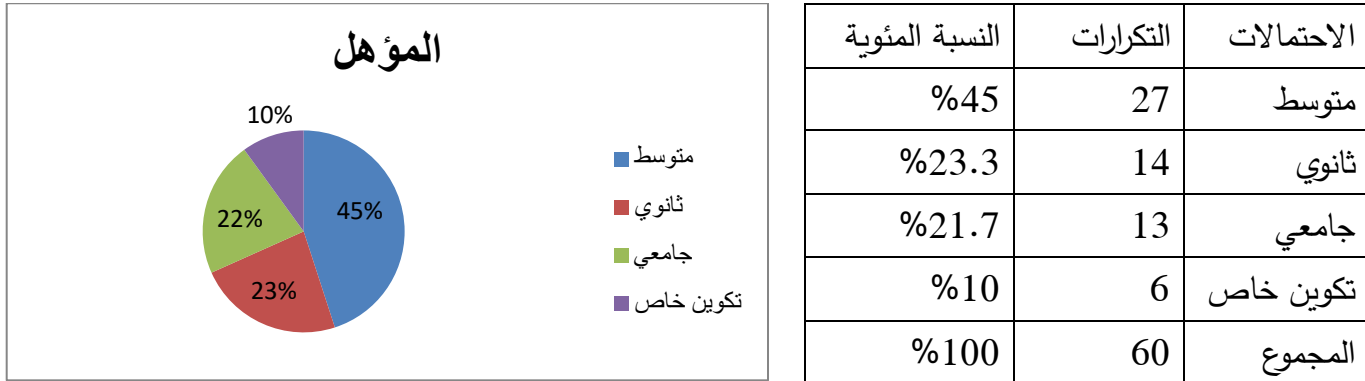 المؤهل
10%
45%
22%
23%
متوسط
ثانوي
جامعي
تكوين خاص
الاحتمالات التكرارات النسبة المئوية
متوسط 27 %45
ثانوي 14 %23.3
جامعي 13 %21.7
تكوين خاص 6 %10
المجموع 60 %100